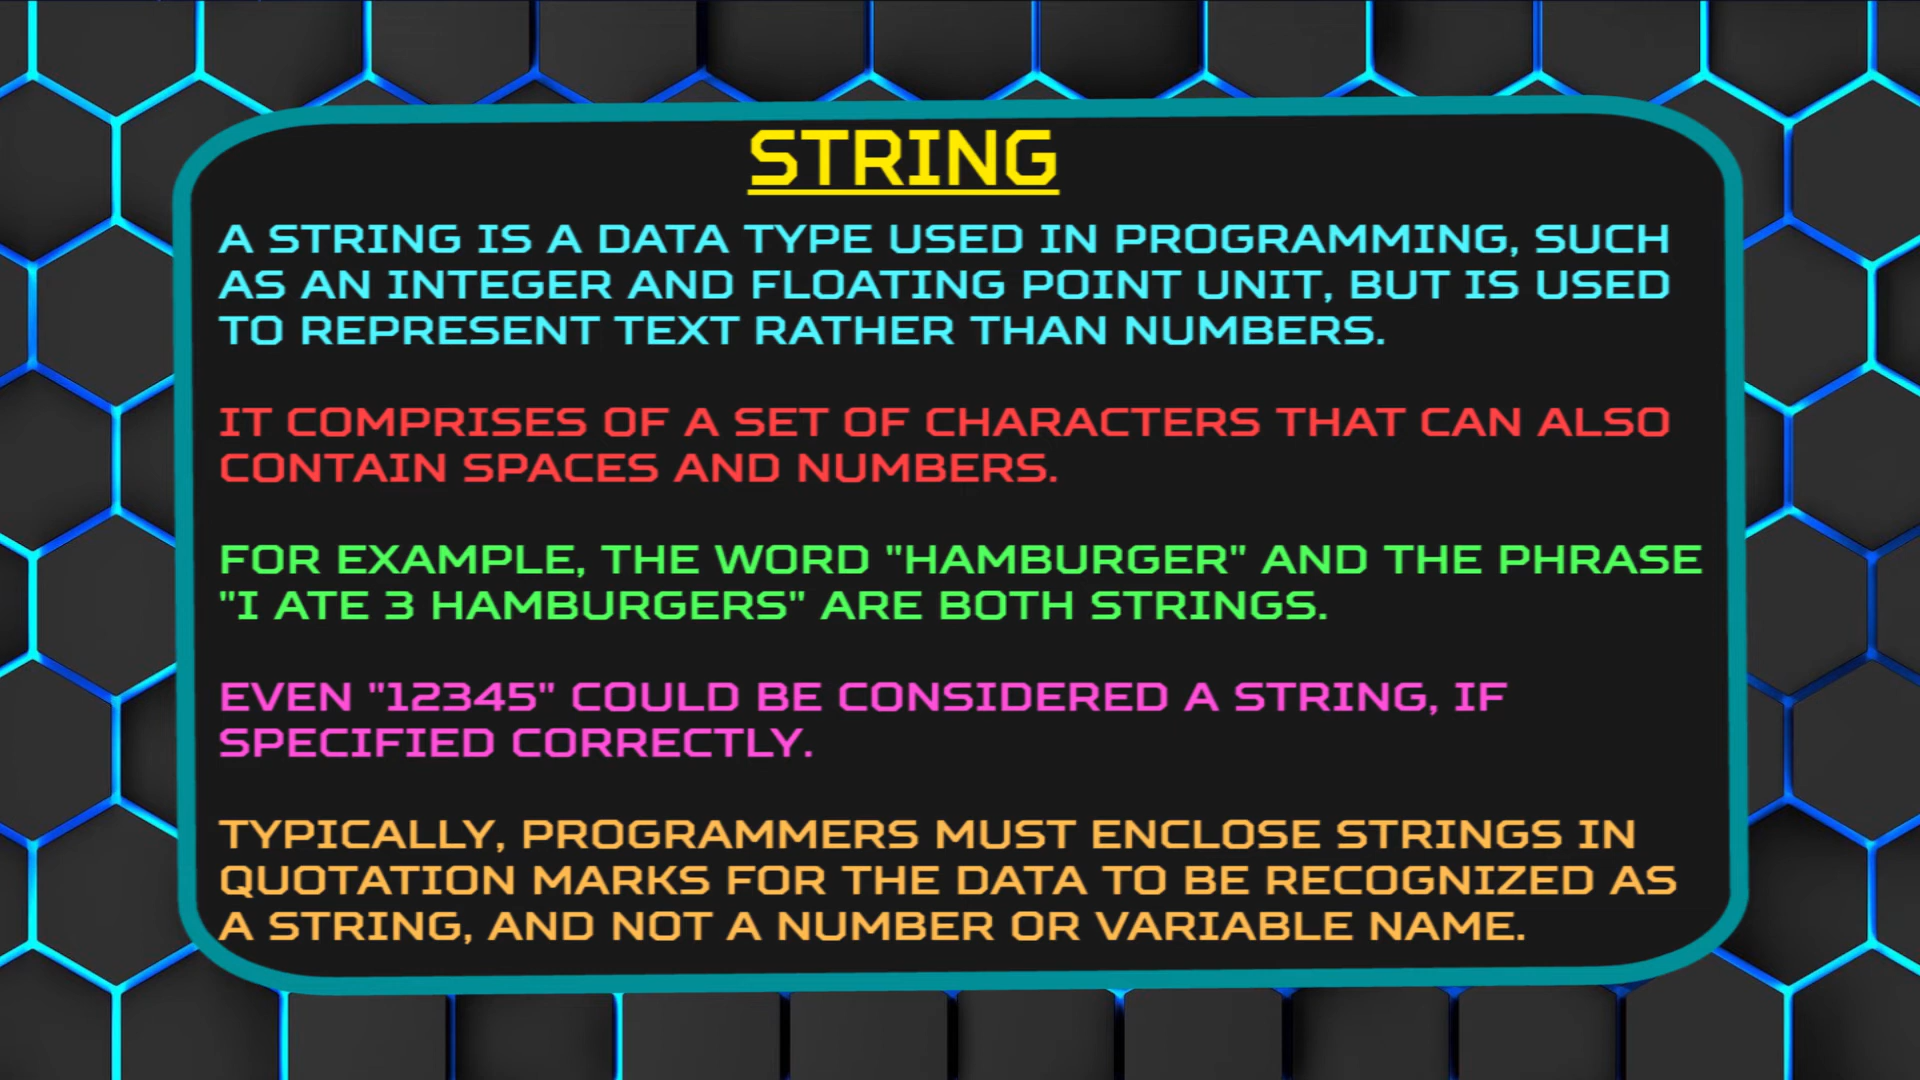 STRING
A STRING IS A DATA TYPE USED IN PROGRAMMING, SUCH
AS AN INTEGER AND FLOATING POINT UNIT, BUT IS USED
TO REPRESENT TEXT RATHER THAN NUMBERS.
IT COMPRISES OF A SET OF CHARACTERS THAT CAN ALSO
CONTAIN SPACES AND NUMBERS.
FOR EXAMPLE, THE WORD "HAMBURGER" AND THE PHRASE
"I ATE 3 HAMBURGERS" ARE BOTH STRINGS.
EVEN "12345" COULD BE CONSIDERED A STRING, IF
SPECIFIED CORRECTLY.
TYPICALLY, PROGRAMMERS MUST ENCLOSE STRINGS IN
QUOTATION MARKS FOR THE DATA TO BE RECOGNIZED AS
A STRING, AND NOT A NUMBER OR VARIABLE NAME.